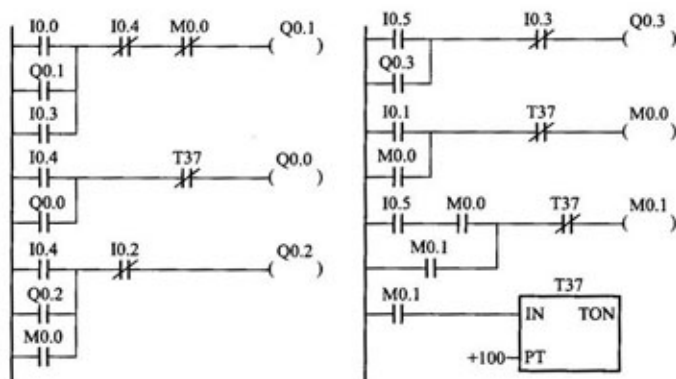 I0.0 I0.4 M0.0 Q0.1
Q0.1
I0.3
I0.4 T37 Q0.0
Q0.0
I0.4 I0.2 Q0.2
Q0.2
M0.0
I0.5 I0.3 Q0.3
Q0.3
I0.1 T37 M0.0
M0.0
I0.5 M0.0 T37 M0.1
M0.1
M0.1 T37
IN TON
+100 PT